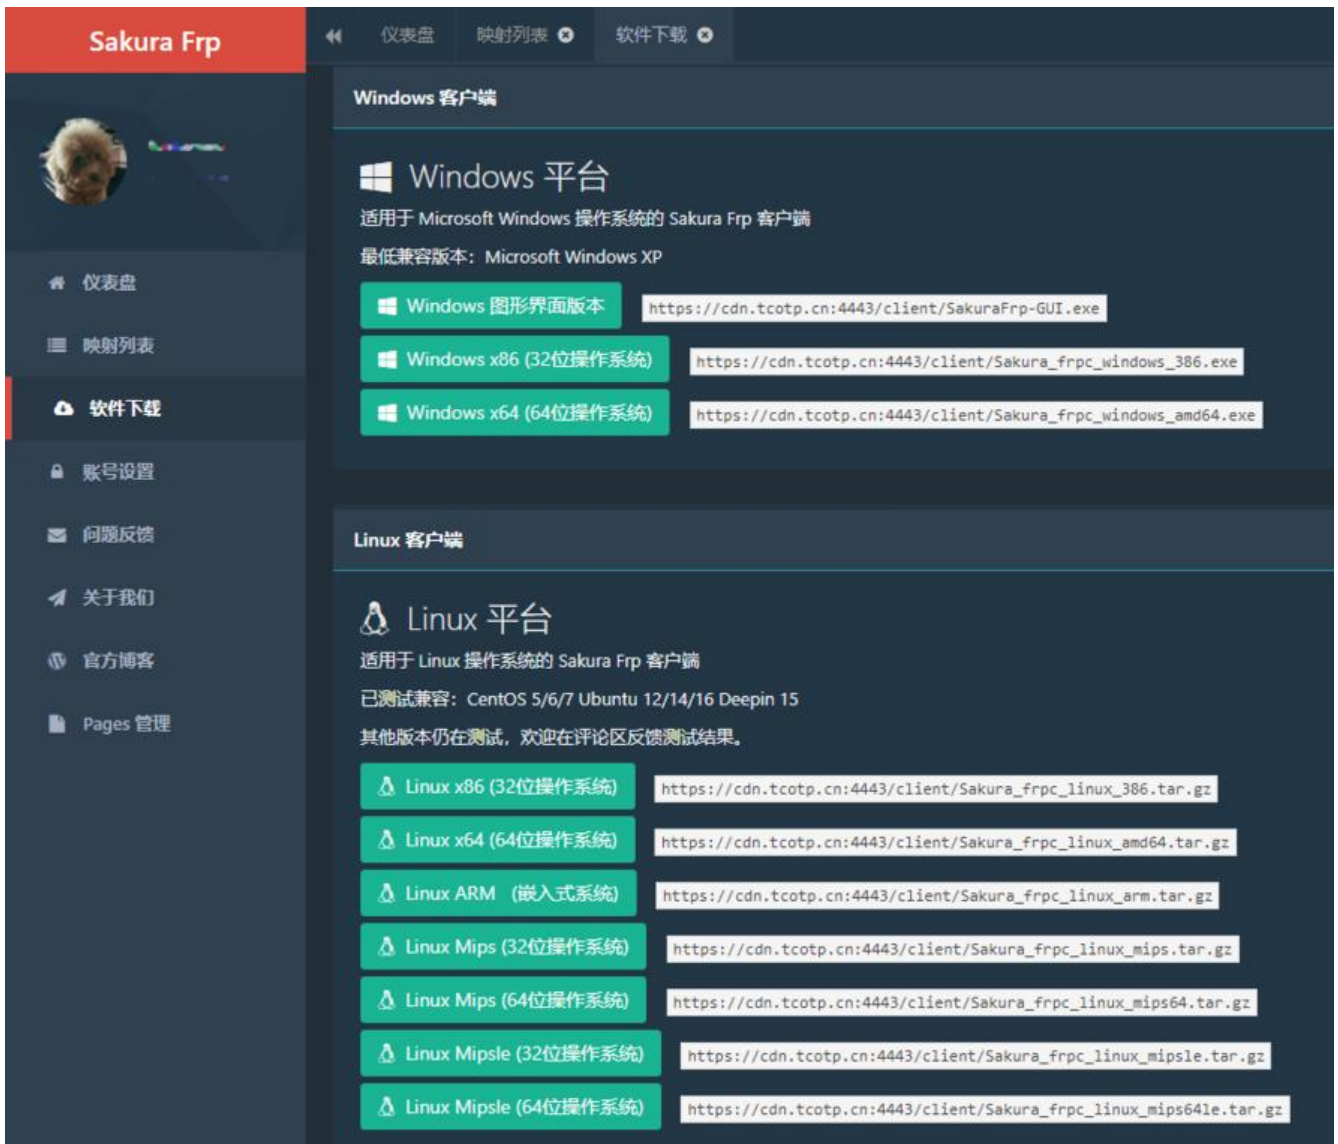 Sakura Frp
仪表盘
映射列表
软件下载
仪表盘
映射列表
软件下载
账号设置
问题反馈
关于我们
官方博客
Pages 管理
Windows 客户端
Windows 平台
适用于 Microsoft Windows 操作系统的 Sakura Frp 客户端
最低兼容版本：Microsoft Windows XP
Windows 图形界面版本 https://cdn.tcotp.cn:4443/client/SakuraFrp-GUI.exe
Windows x86 (32位操作系统) https://cdn.tcotp.cn:4443/client/Sakura_frpc_windows_386.exe
Windows x64 (64位操作系统) https://cdn.tcotp.cn:4443/client/Sakura_frpc_windows_amd64.exe
Linux 客户端
Linux 平台
适用于 Linux 操作系统的 Sakura Frp 客户端
已测试兼容：CentOS 5/6/7 Ubuntu 12/14/16 Deepin 15
其他版本仍在测试，欢迎在评论区反馈测试结果。
Linux x86 (32位操作系统) https://cdn.tcotp.cn:4443/client/Sakura_frpc_linux_386.tar.gz
Linux x64 (64位操作系统) https://cdn.tcotp.cn:4443/client/Sakura_frpc_linux_amd64.tar.gz
Linux ARM （嵌入式系统) https://cdn.tcotp.cn:4443/client/Sakura_frpc_linux_arm.tar.gz
Linux Mips (32位操作系统) https://cdn.tcotp.cn:4443/client/Sakura_frpc_linux_mips.tar.gz
Linux Mips (64位操作系统) https://cdn.tcotp.cn:4443/client/Sakura_frpc_linux_mips64.tar.gz
Linux Mipsle (32位操作系统) https://cdn.tcotp.cn:4443/client/Sakura_frpc_linux_mipsle.tar.gz
Linux Mipsle (64位操作系统) https://cdn.tcotp.cn:4443/client/Sakura_frpc_linux_mips64le.tar.gz